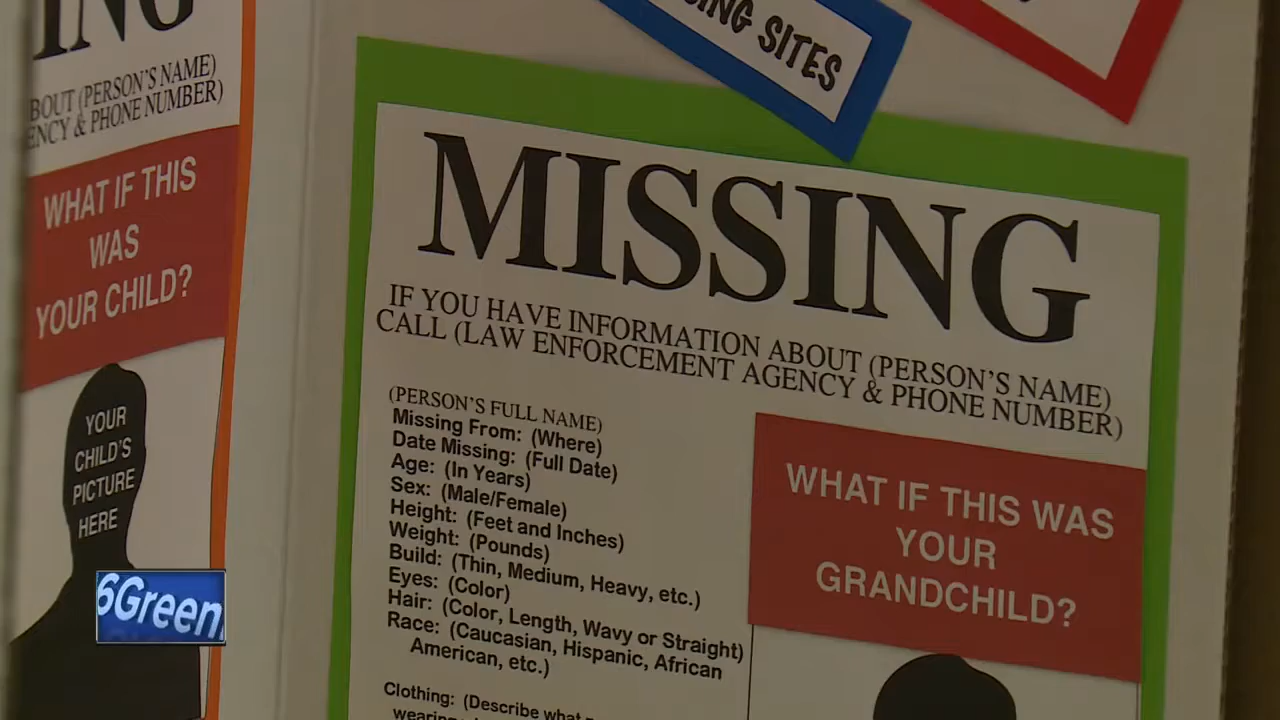 ING
BOUT (PERSON'S NAME)
ENCY & PHONE NUMBER)
WHAT IF THIS
WAS
YOUR CHILD?
YOUR
CHILD'S
PICTURE
HERE
6Green
ING SITES
MISSING
IF YOU HAVE INFORMATION ABOUT (PERSON'S NAME)
CALL (LAW ENFORCEMENT AGENCY & PHONE NUMBER)
(PERSON'S FULL NAME)
Missing From: (Where)
Date Missing: (Full Date)
Age: (In Years)
Sex: (Male/Female)
Height: (Feet and Inches)
Weight: (Pounds)
Build: (Thin, Medium, Heavy, etc.)
Eyes: (Color)
Hair: (Color, Length, Wavy or Straight)
Race: (Caucasian, Hispanic, African
American, etc.)
Clothing: (Describe what
WHAT IF THIS WAS
YOUR
GRANDCHILD?